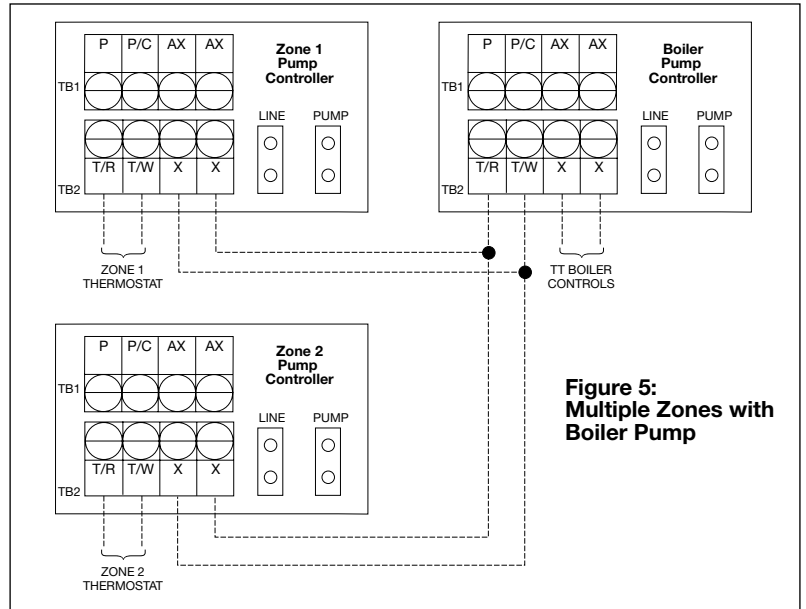 P P/C AX AX
Zone 1
Pump
Controller
TB1
LINE PUMP
T/R T/W X X
TB2
ZONE 1
THERMOSTAT
P P/C AX AX
Boiler
Pump
Controller
TB1
LINE PUMP
T/R T/W X X
TB2
TT BOILER
CONTROLS
P P/C AX AX
Zone 2
Pump
Controller
TB1
LINE PUMP
T/R T/W X X
TB2
ZONE 2
THERMOSTAT
Figure 5:
Multiple Zones with
Boiler Pump